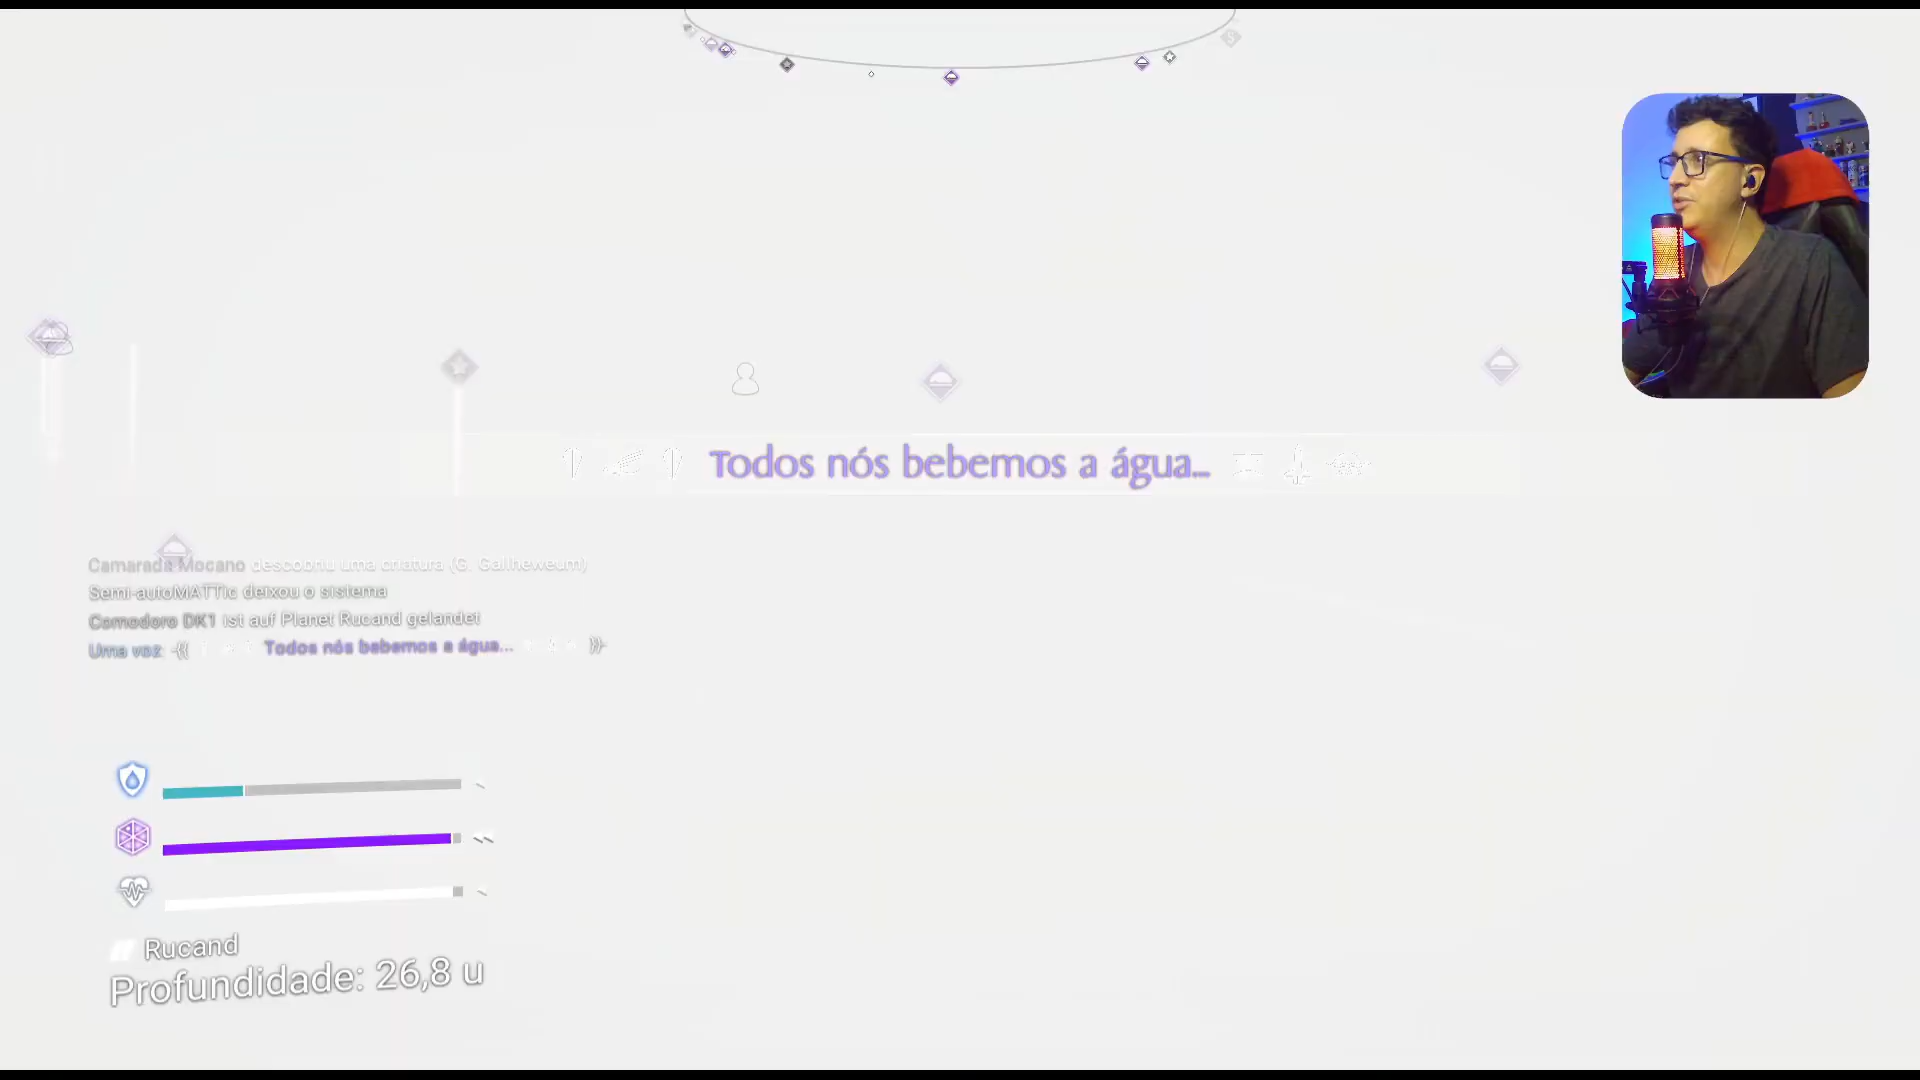 Todos nós bebemos a água...
Camarada Mocano descobriu uma criatura (G. Gallheweum)
Semi-autoMATTic deixou o sistema
Comodoro DK1 ist auf Planet Rucand gelandet
Uma voz -{{ Todos nós bebemos a água... }}-
Rucand
Profundidade: 26,8 u